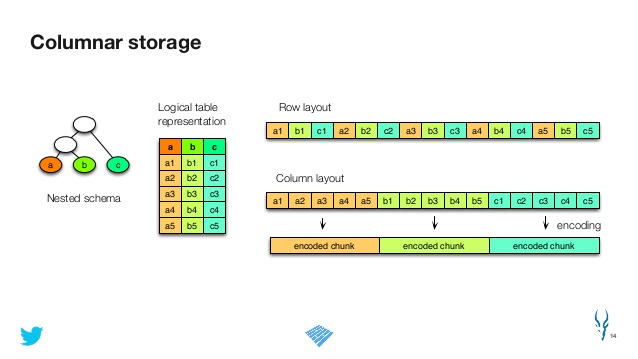 Columnar storage
Logical table
representation
Row layout
a b c
a1 b1 c1
a2 b2 c2
a3 b3 c3
a4 b4 c4
a5 b5 c5
a b c
Nested schema
a1 b1 c1 a2 b2 c2 a3 b3 c3 a4 b4 c4 a5 b5 c5
Column layout
a1 a2 a3 a4 a5 b1 b2 b3 b4 b5 c1 c2 c3 c4 c5
encoding
encoded chunk encoded chunk encoded chunk
14